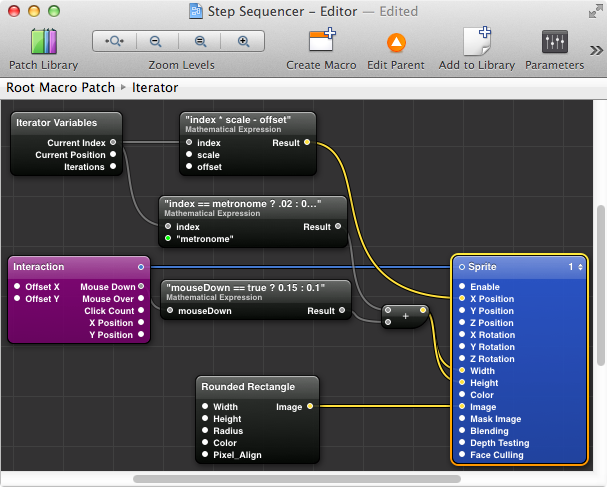 Step Sequencer - Editor — Edited
Patch Library
Zoom Levels
Create Macro
Edit Parent
Add to Library
Parameters
Root Macro Patch ▸ Iterator
Iterator Variables
Current Index
Current Position
Iterations
"index * scale - offset"
Mathematical Expression
index Result
scale
offset
"index == metronome ? .02 : 0..."
Mathematical Expression
index Result
"metronome"
Interaction
Offset X Mouse Down
Offset Y Mouse Over
Click Count
X Position
Y Position
"mouseDown == true ? 0.15 : 0.1"
Mathematical Expression
mouseDown Result
+
Sprite 1
Enable
X Position
Y Position
Z Position
X Rotation
Y Rotation
Z Rotation
Width
Height
Color
Image
Mask Image
Blending
Depth Testing
Face Culling
Rounded Rectangle
Width Image
Height
Radius
Color
Pixel_Align